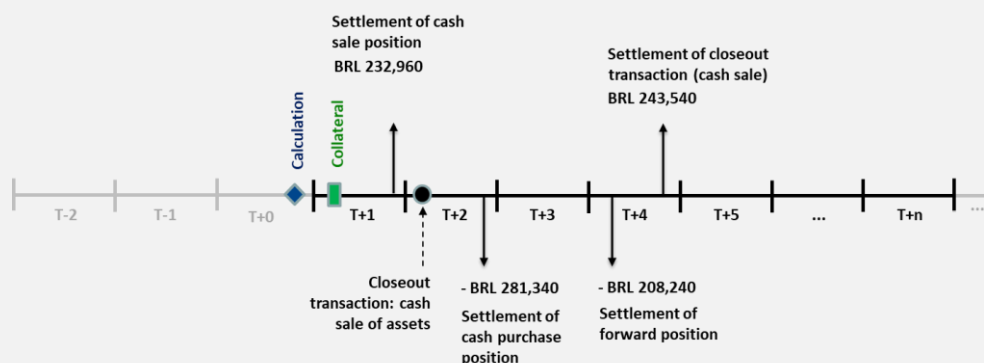 Settlement of cash
sale position
BRL 232,960
Settlement of closeout
transaction (cash sale)
BRL 243,540
Calculation
Collateral
T-2
T-1
T+0
T+1
T+2
T+3
T+4
T+5
...
T+n
...
Closeout
transaction: cash
sale of assets
- BRL 281,340
Settlement of
cash purchase
position
- BRL 208,240
Settlement of
forward position